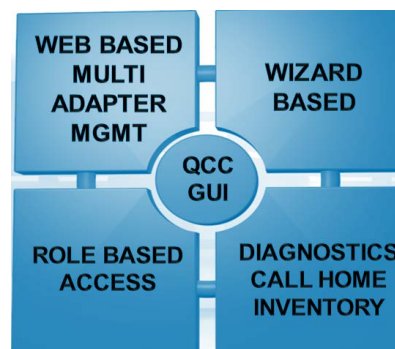 WEB BASED
MULTI
ADAPTER
MGMT
WIZARD
BASED
QCC
GUI
ROLE BASED
ACCESS
DIAGNOSTICS
CALL HOME
INVENTORY